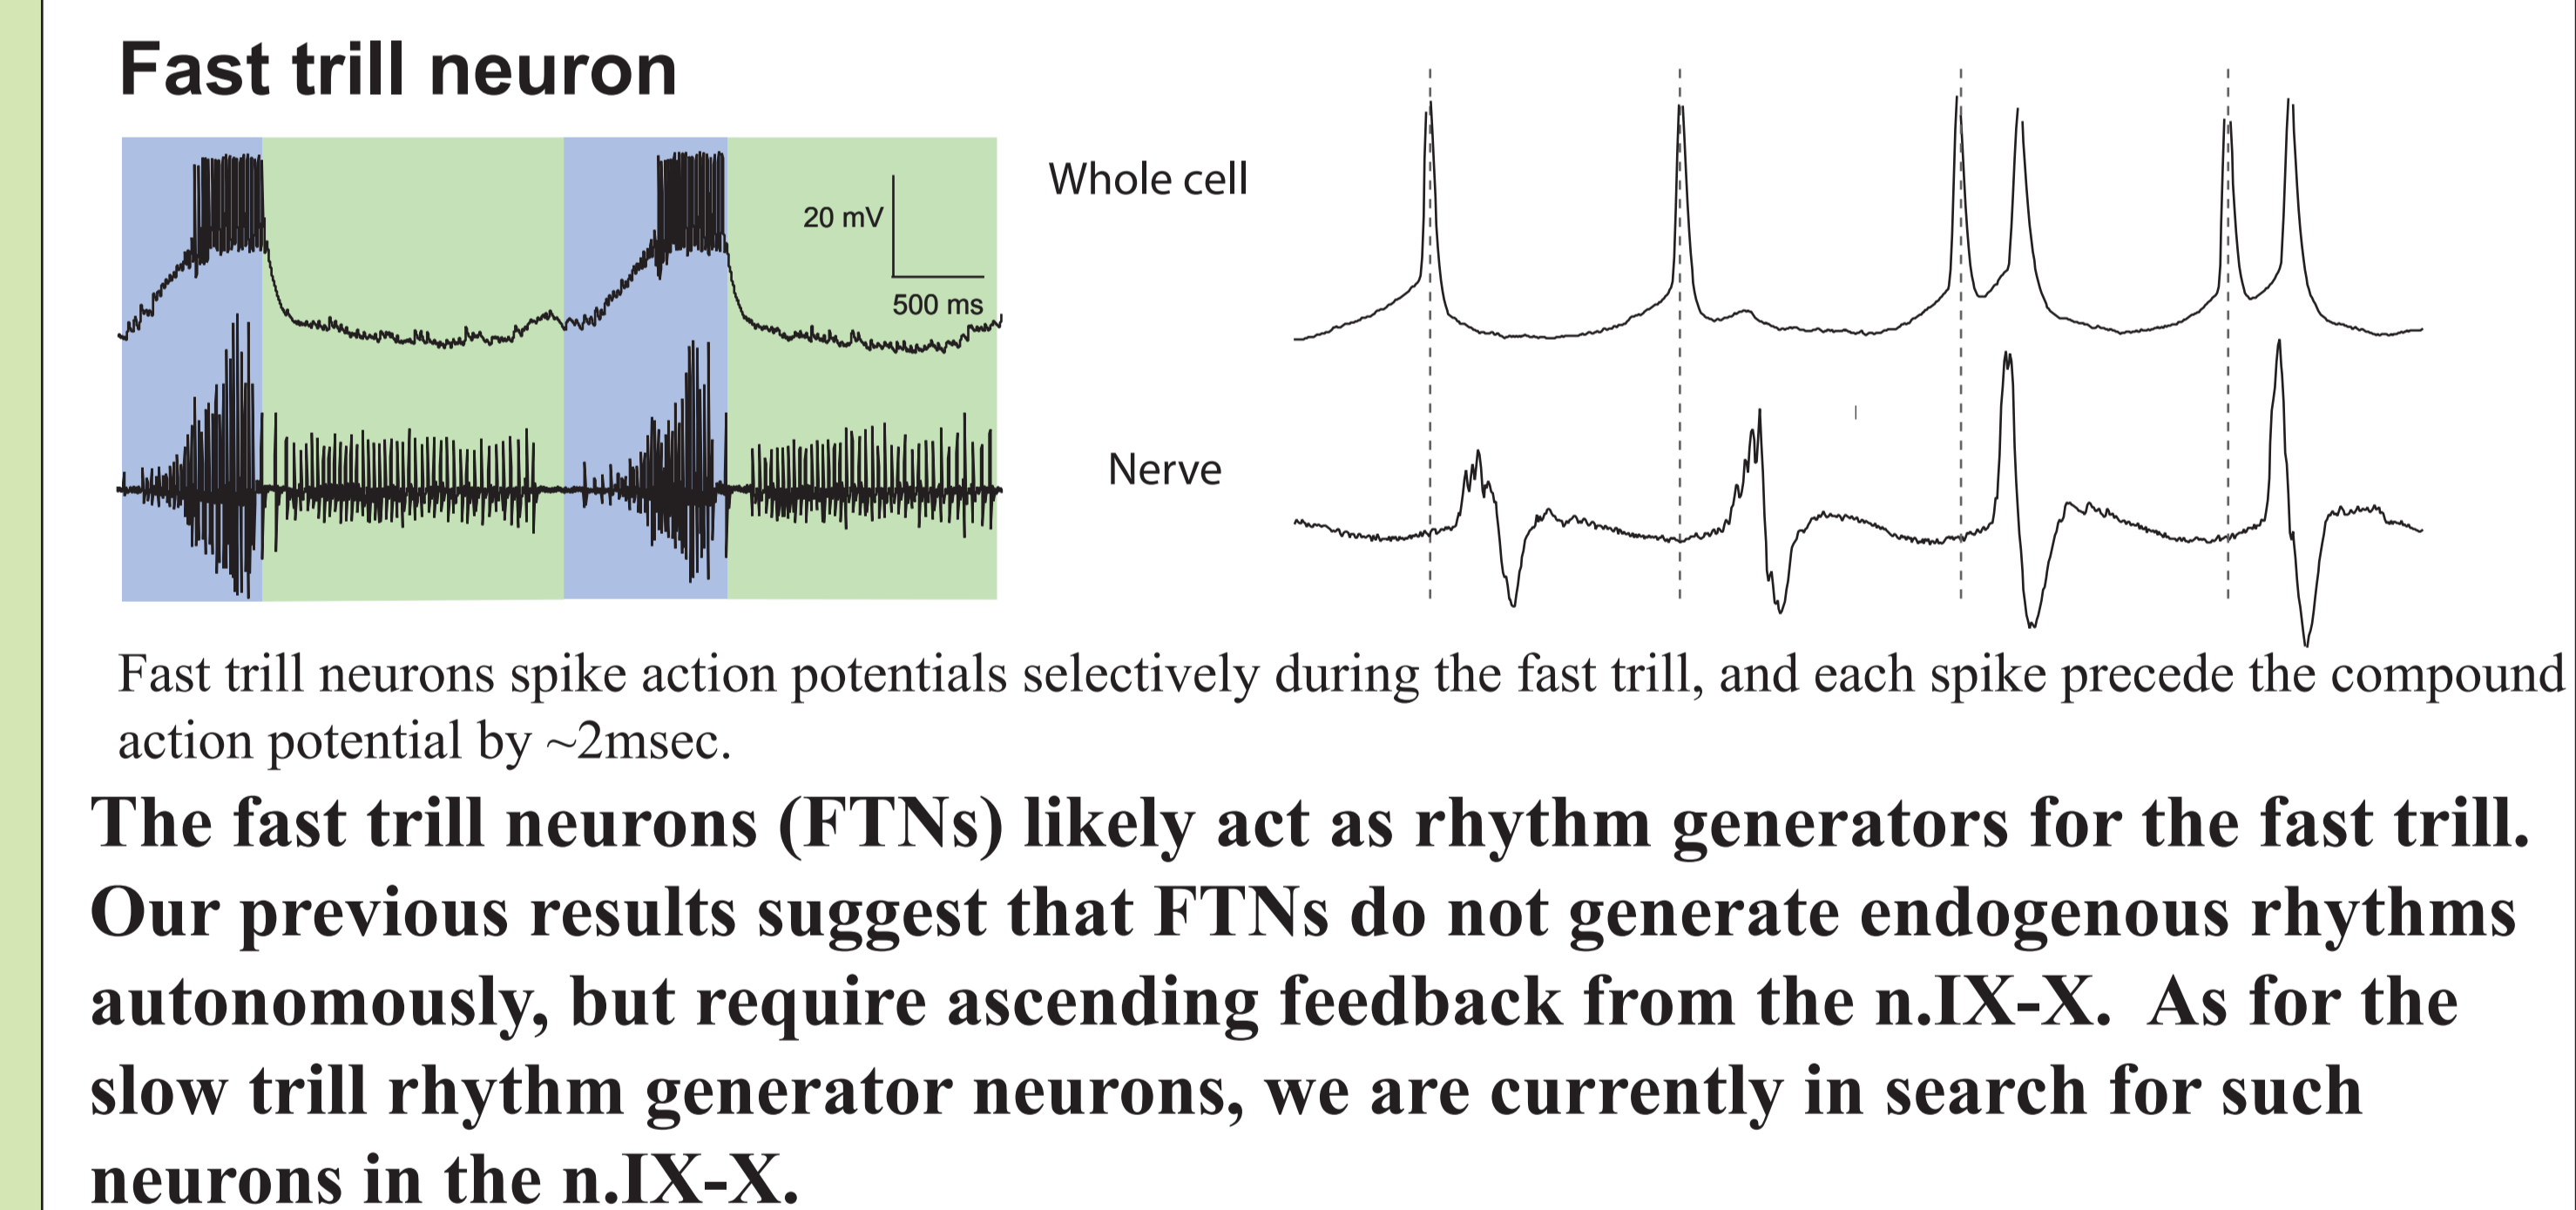 Fast trill neuron
20 mV
500 ms
Whole cell
Nerve
Fast trill neurons spike action potentials selectively during the fast trill, and each spike precede the compound
action potential by ~2msec.
The fast trill neurons (FTNs) likely act as rhythm generators for the fast trill.
Our previous results suggest that FTNs do not generate endogenous rhythms
autonomously, but require ascending feedback from the n.IX-X.  As for the
slow trill rhythm generator neurons, we are currently in search for such
neurons in the n.IX-X.